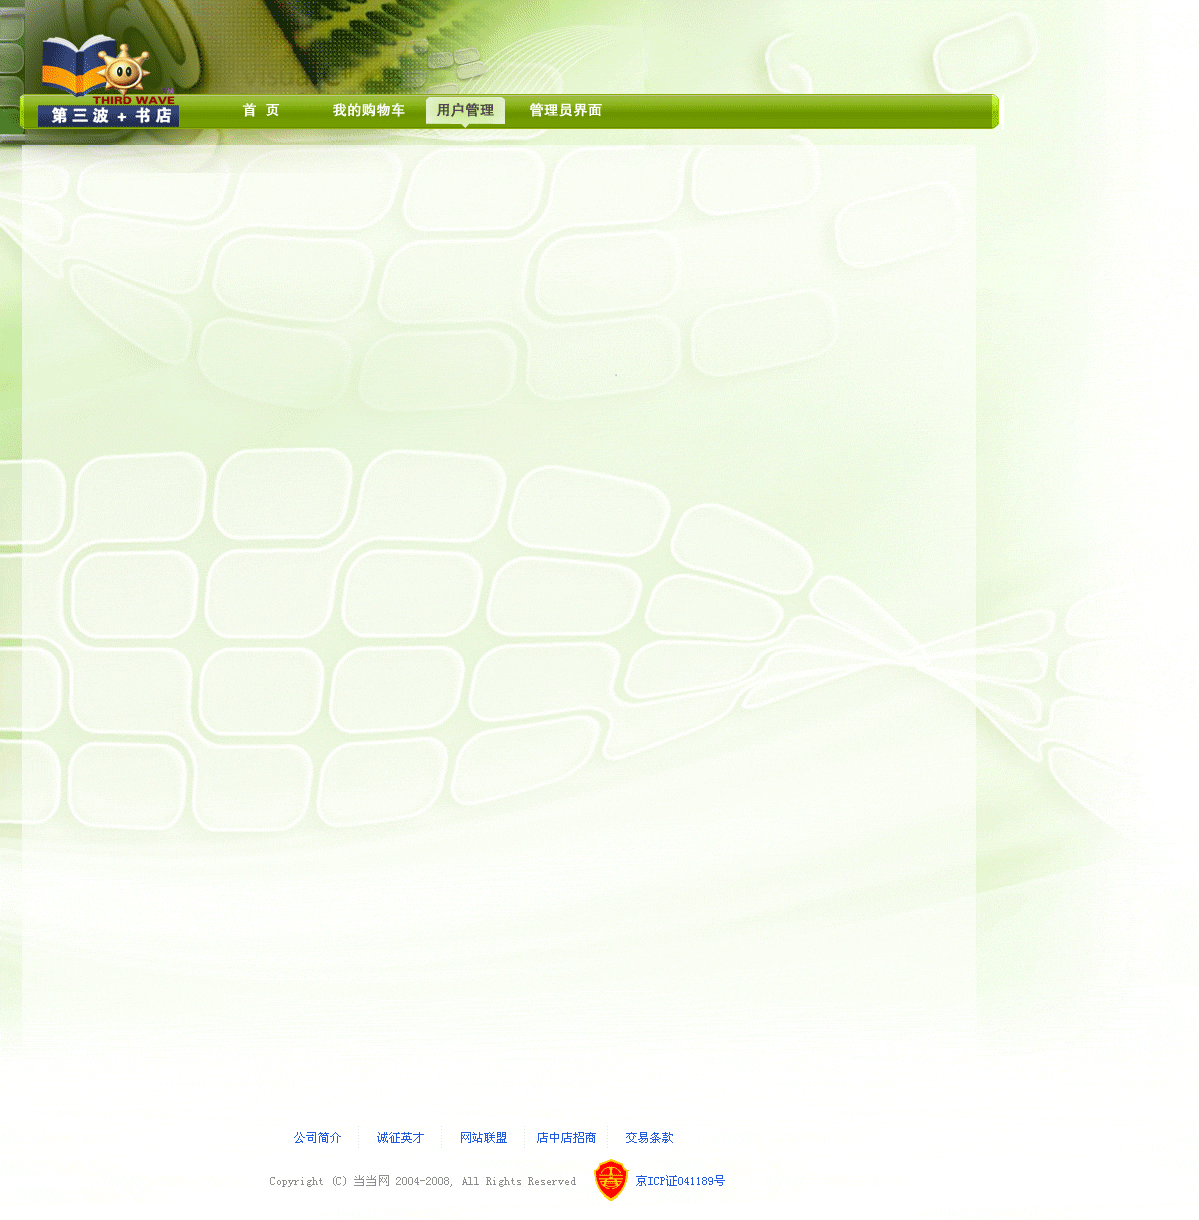 THIRD WAVE
第三波+书店
首 页 我的购物车 用户管理 管理员界面
公司简介 诚征英才 网站联盟 店中店招商 交易条款
Copyright (C) 当当网 2004-2008, All Rights Reserved 京ICP证041189号